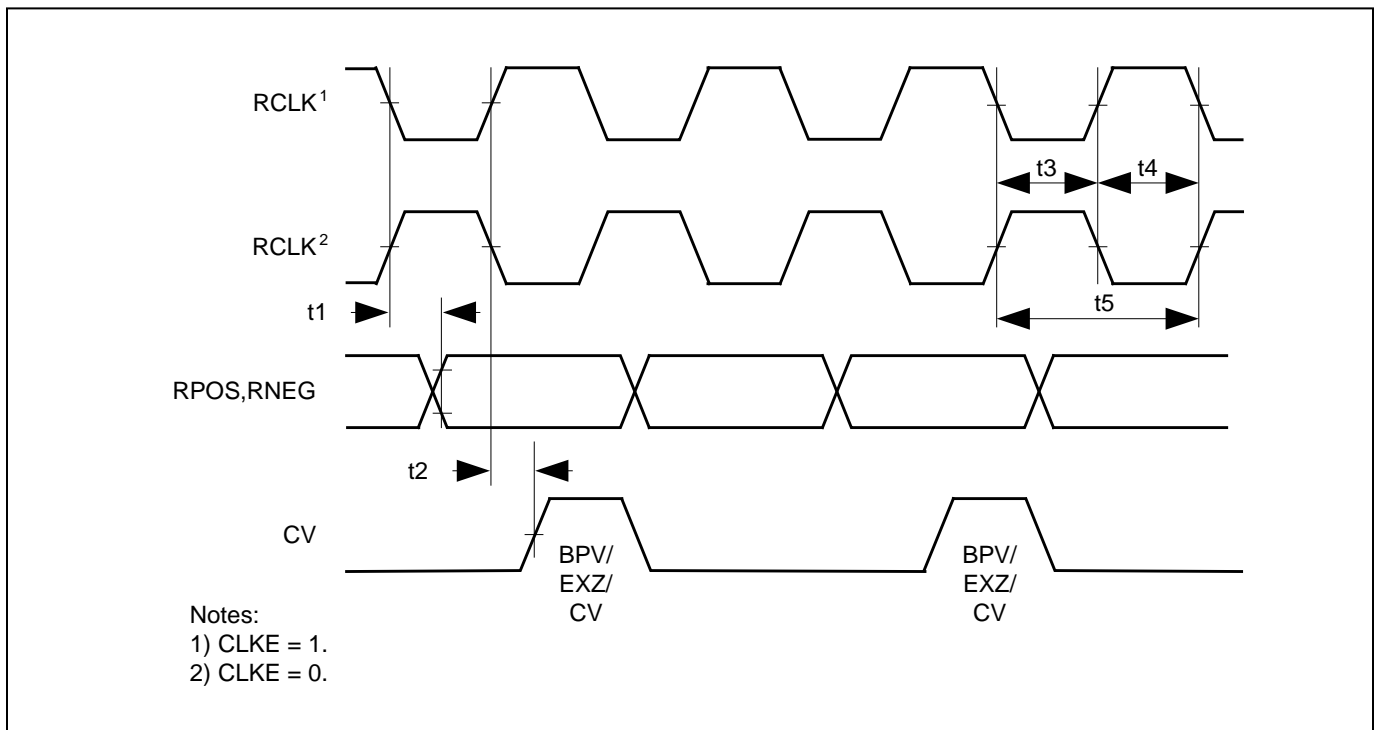 RCLK¹
t3
t4
RCLK²
t1
t5
RPOS,RNEG
t2
CV
BPV/
EXZ/
CV
BPV/
EXZ/
CV
Notes:
1) CLKE = 1.
2) CLKE = 0.